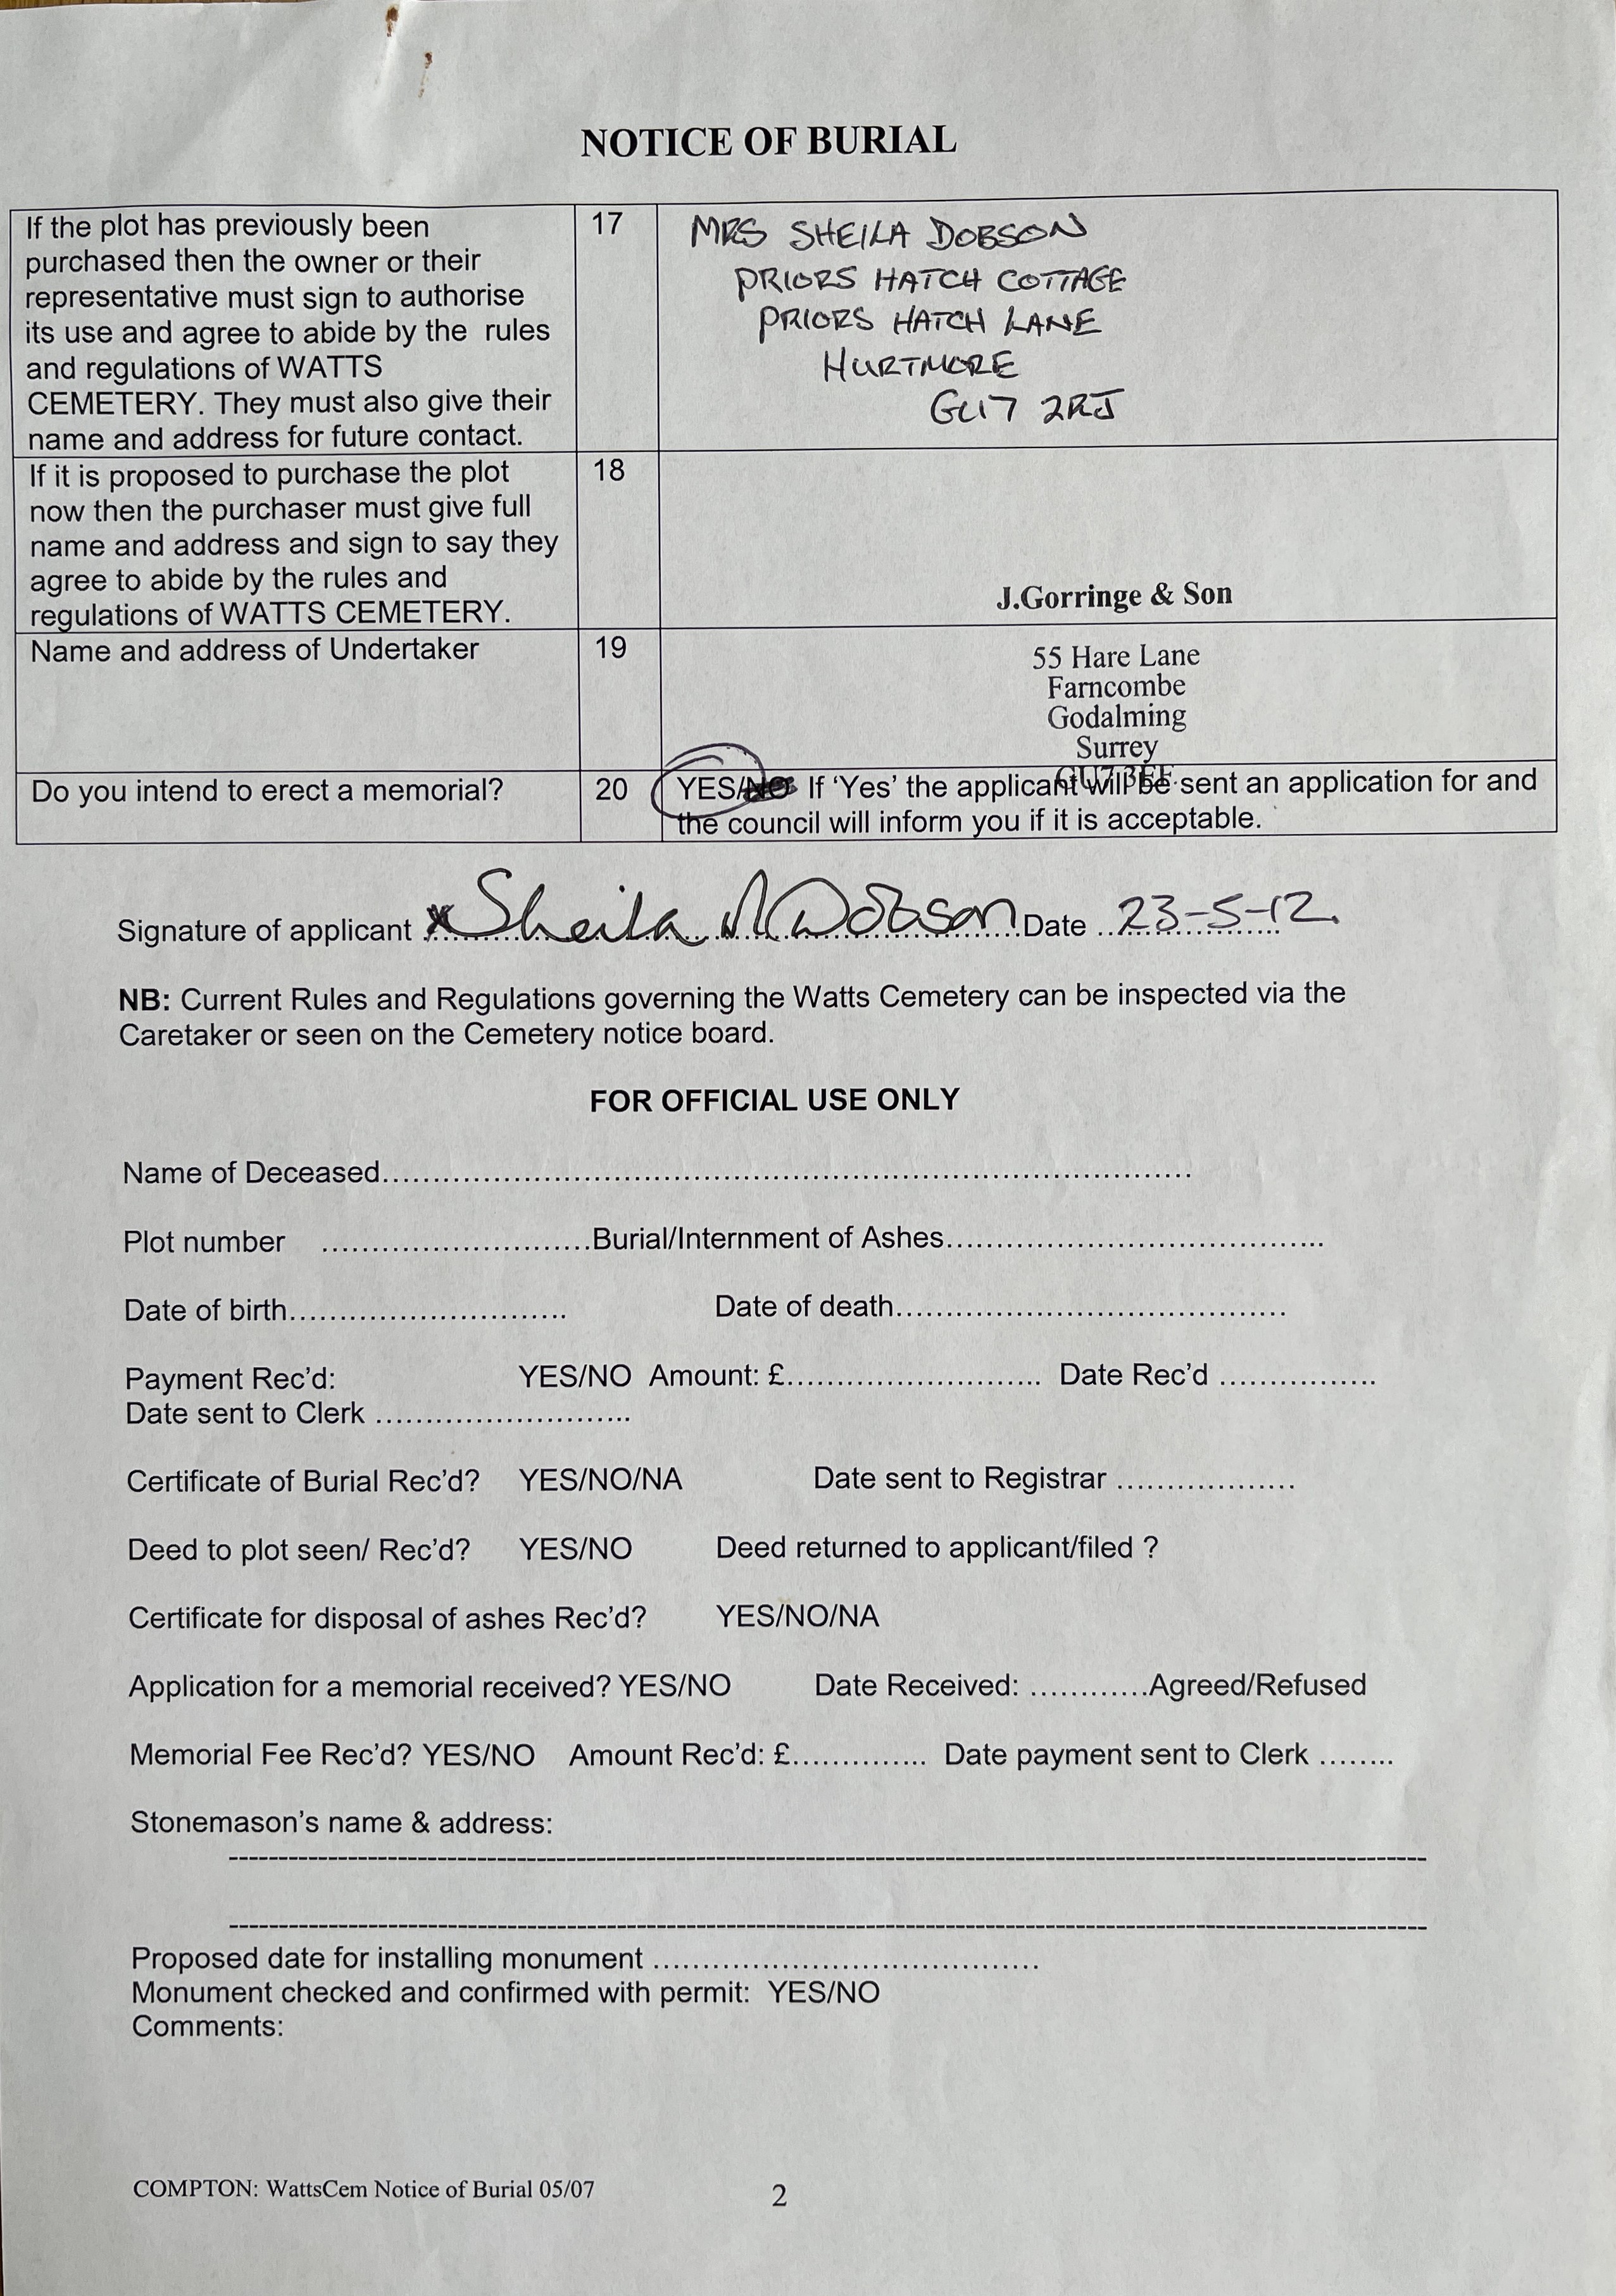 NOTICE OF BURIAL
If the plot has previously been
purchased then the owner or their
representative must sign to authorise
its use and agree to abide by the rules
and regulations of WATTS
CEMETERY. They must also give their
name and address for future contact.
17
MRS SHEILA DOBSON
PRIORS HATCH COTTAGE
PRIORS HATCH LANE
HURTMORE
GU7 2RJ
If it is proposed to purchase the plot
now then the purchaser must give full
name and address and sign to say they
agree to abide by the rules and
regulations of WATTS CEMETERY.
18
J.Gorringe & Son
Name and address of Undertaker
19
55 Hare Lane
Farncombe
Godalming
Surrey
GU7 3EF.
Do you intend to erect a memorial?
20
YES/NO If ‘Yes’ the applicant will be sent an application for and
the council will inform you if it is acceptable.
Signature of applicant x Sheila M Dobson Date ..23-5-12.
NB: Current Rules and Regulations governing the Watts Cemetery can be inspected via the
Caretaker or seen on the Cemetery notice board.
FOR OFFICIAL USE ONLY
Name of Deceased................................................................................
Plot number ...........................Burial/Internment of Ashes.....................................
Date of birth............................ Date of death.......................................
Payment Rec’d: YES/NO Amount: £......................... Date Rec’d ................
Date sent to Clerk .........................
Certificate of Burial Rec’d? YES/NO/NA Date sent to Registrar ..................
Deed to plot seen/ Rec’d? YES/NO Deed returned to applicant/filed ?
Certificate for disposal of ashes Rec’d? YES/NO/NA
Application for a memorial received? YES/NO Date Received: ............Agreed/Refused
Memorial Fee Rec’d? YES/NO Amount Rec’d: £.............. Date payment sent to Clerk ........
Stonemason’s name & address:
Proposed date for installing monument .......................................
Monument checked and confirmed with permit: YES/NO
Comments:
COMPTON: WattsCem Notice of Burial 05/07
2